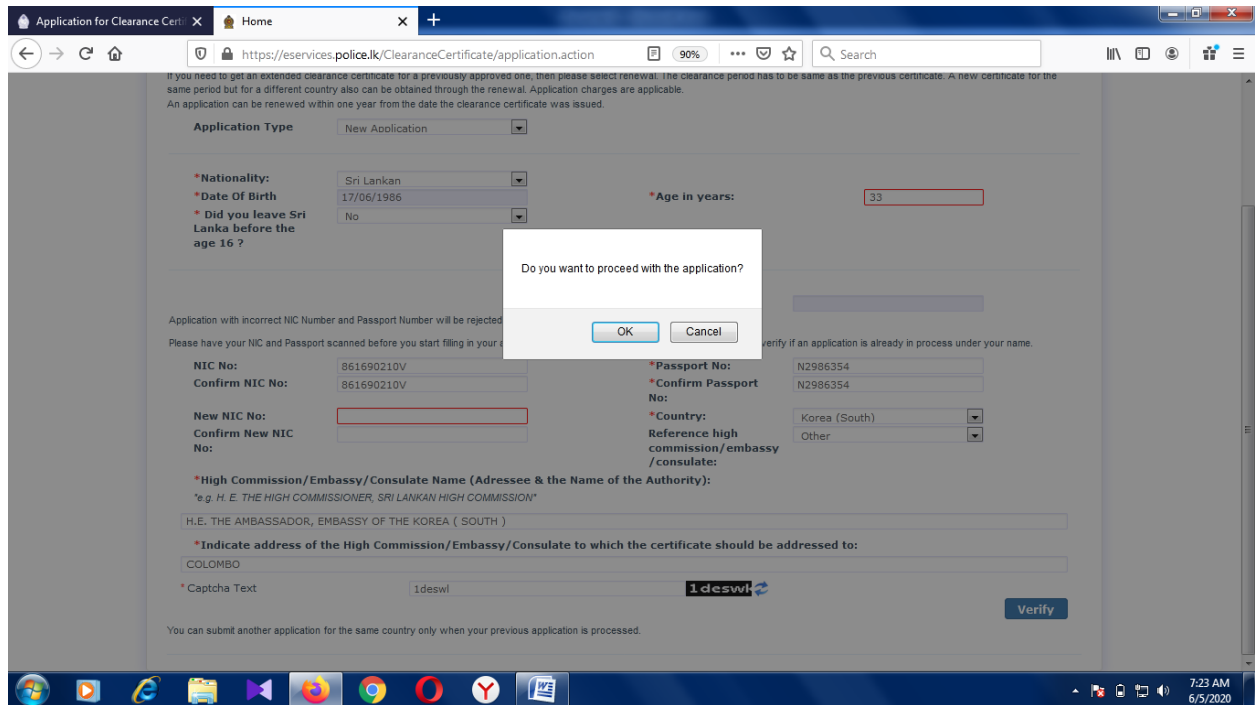 Application for Clearance Certi
Home
https://eservices.police.lk/ClearanceCertificate/application.action
90%
Search
If you need to get an extended clearance certificate for a previously approved one, then please select renewal. The clearance period has to be same as the previous certificate. A new certificate for the
same period but for a different country also can be obtained through the renewal. Application charges are applicable.
An application can be renewed within one year from the date the clearance certificate was issued.
Application Type New Application
*Nationality: Sri Lankan
*Date Of Birth 17/06/1986 *Age in years: 33
* Did you leave Sri No
Lanka before the
age 16 ?
Do you want to proceed with the application?
OK Cancel
Application with incorrect NIC Number and Passport Number will be rejected
Please have your NIC and Passport scanned before you start filling in your a verify if an application is already in process under your name.
NIC No: 861690210V *Passport No: N2986354
Confirm NIC No: 861690210V *Confirm Passport N2986354
No:
New NIC No: *Country: Korea (South)
Confirm New NIC Reference high Other
No: commission/embassy
/consulate:
*High Commission/Embassy/Consulate Name (Adressee & the Name of the Authority):
"e.g. H. E. THE HIGH COMMISSIONER, SRI LANKAN HIGH COMMISSION"
H.E. THE AMBASSADOR, EMBASSY OF THE KOREA ( SOUTH )
*Indicate address of the High Commission/Embassy/Consulate to which the certificate should be addressed to:
COLOMBO
* Captcha Text 1deswl 1deswl
Verify
You can submit another application for the same country only when your previous application is processed.
7:23 AM
6/5/2020